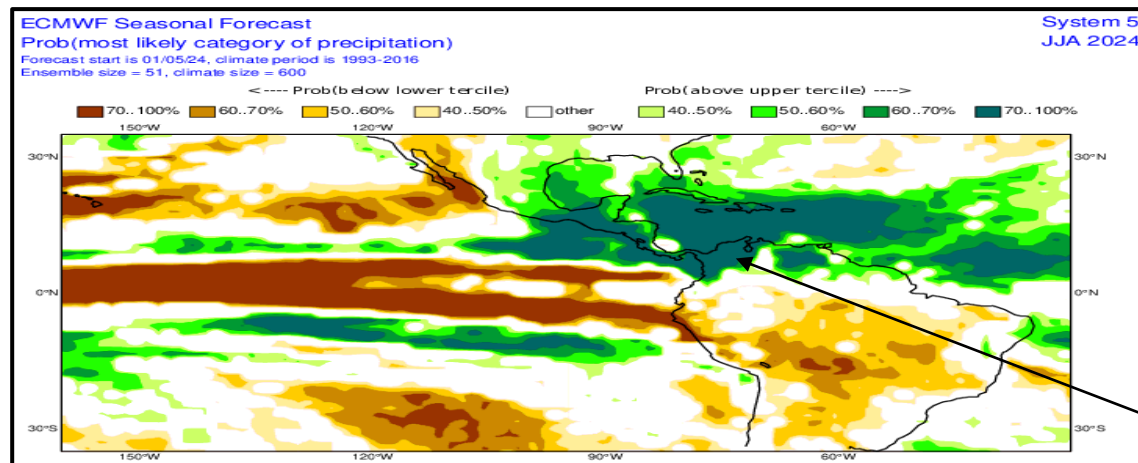 ECMWF Seasonal Forecast
System 5
Prob(most likely category of precipitation)
JJA 2024
Forecast start is 01/05/24, climate period is 1993-2016
Ensemble size = 51, climate size = 600
<---- Prob(below lower tercile)
Prob(above upper tercile) ---->
70..100% 60..70% 50..60% 40..50% other 40..50% 50..60% 60..70% 70..100%
150°W 120°W 90°W 60°W
30°N 30°N
0°N 0°N
30°S 30°S
150°W 120°W 90°W 60°W